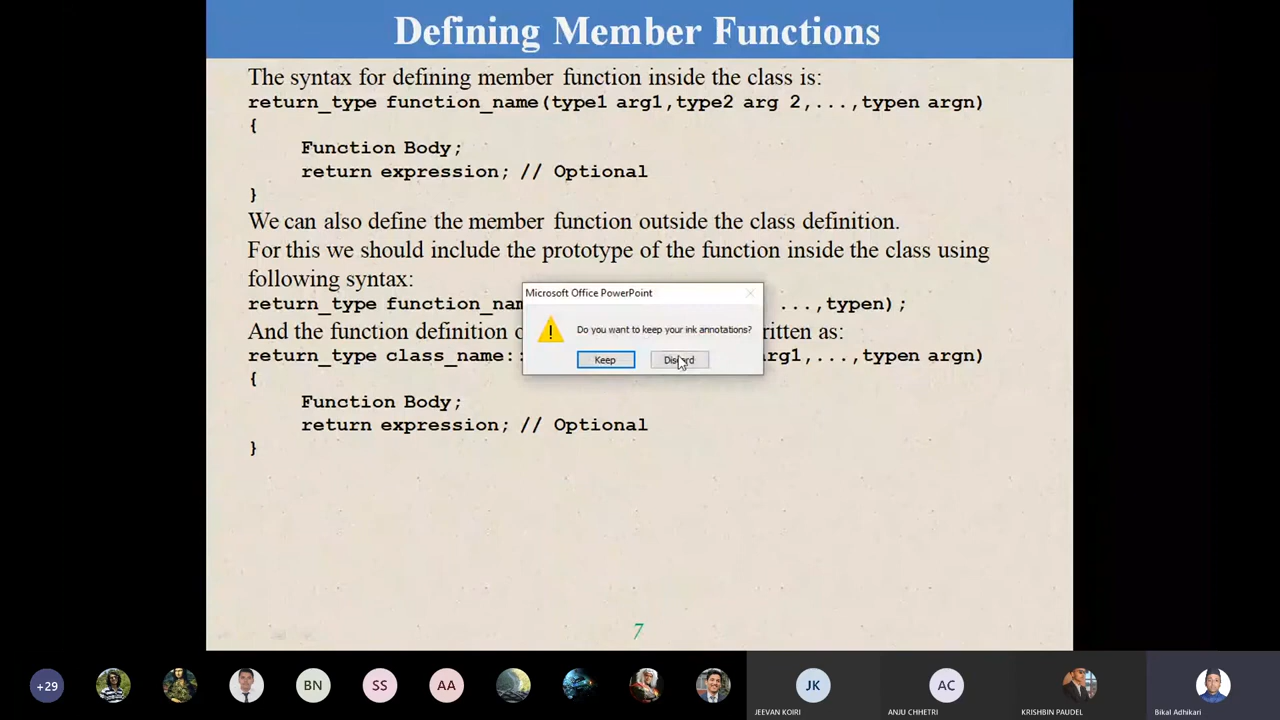 Defining Member Functions
The syntax for defining member function inside the class is:
return_type function_name(type1 arg1,type2 arg 2,...,typen argn)
{
Function Body;
return expression; // Optional
}
We can also define the member function outside the class definition.
For this we should include the prototype of the function inside the class using
following syntax:
return_type function_nam ...,typen);
And the function definition o ritten as:
return_type class_name:: arg1,...,typen argn)
{
Function Body;
return expression; // Optional
}
Microsoft Office PowerPoint
Do you want to keep your ink annotations?
Keep Discard
7
+29 BN SS AA JK AC
JEEVAN KOIRI ANJU CHHETRI KRISHBIN PAUDEL Bikal Adhikari